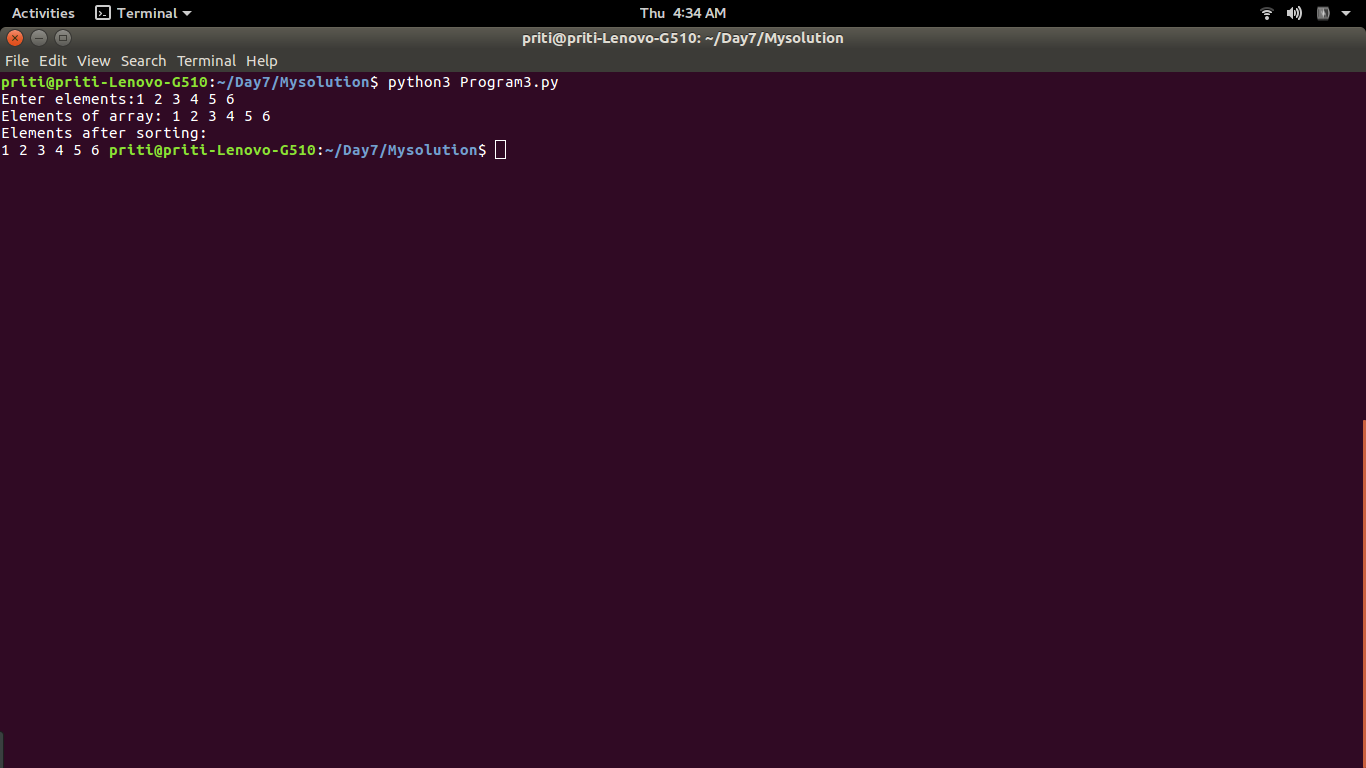 Activities Terminal Thu 4:34 AM
priti@priti-Lenovo-G510: ~/Day7/Mysolution
File Edit View Search Terminal Help
priti@priti-Lenovo-G510:~/Day7/Mysolution$ python3 Program3.py
Enter elements:1 2 3 4 5 6
Elements of array: 1 2 3 4 5 6
Elements after sorting:
1 2 3 4 5 6 priti@priti-Lenovo-G510:~/Day7/Mysolution$